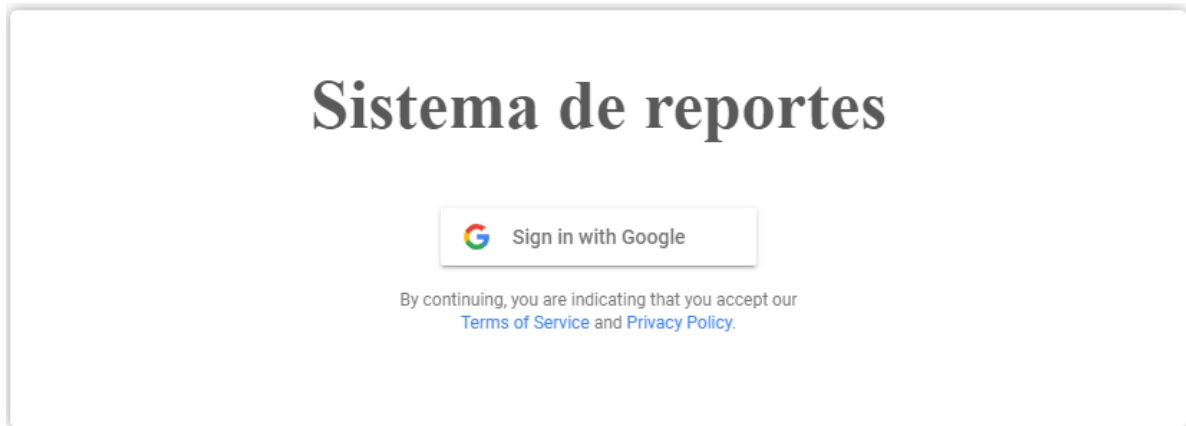 Sistema de reportes
Sign in with Google
By continuing, you are indicating that you accept our
Terms of Service and Privacy Policy.